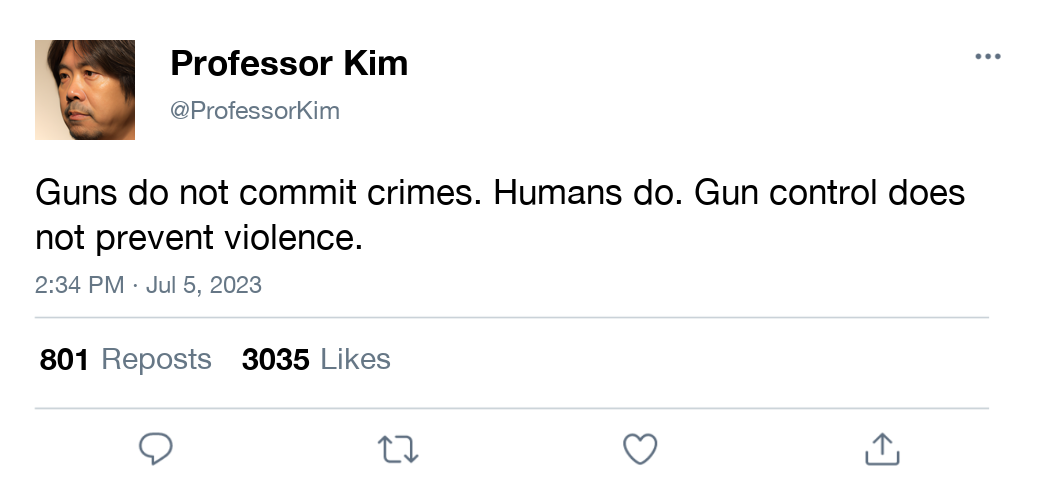 Professor Kim
@ProfessorKim
Guns do not commit crimes. Humans do. Gun control does
not prevent violence.
2:34 PM · Jul 5, 2023
801 Reposts 3035 Likes